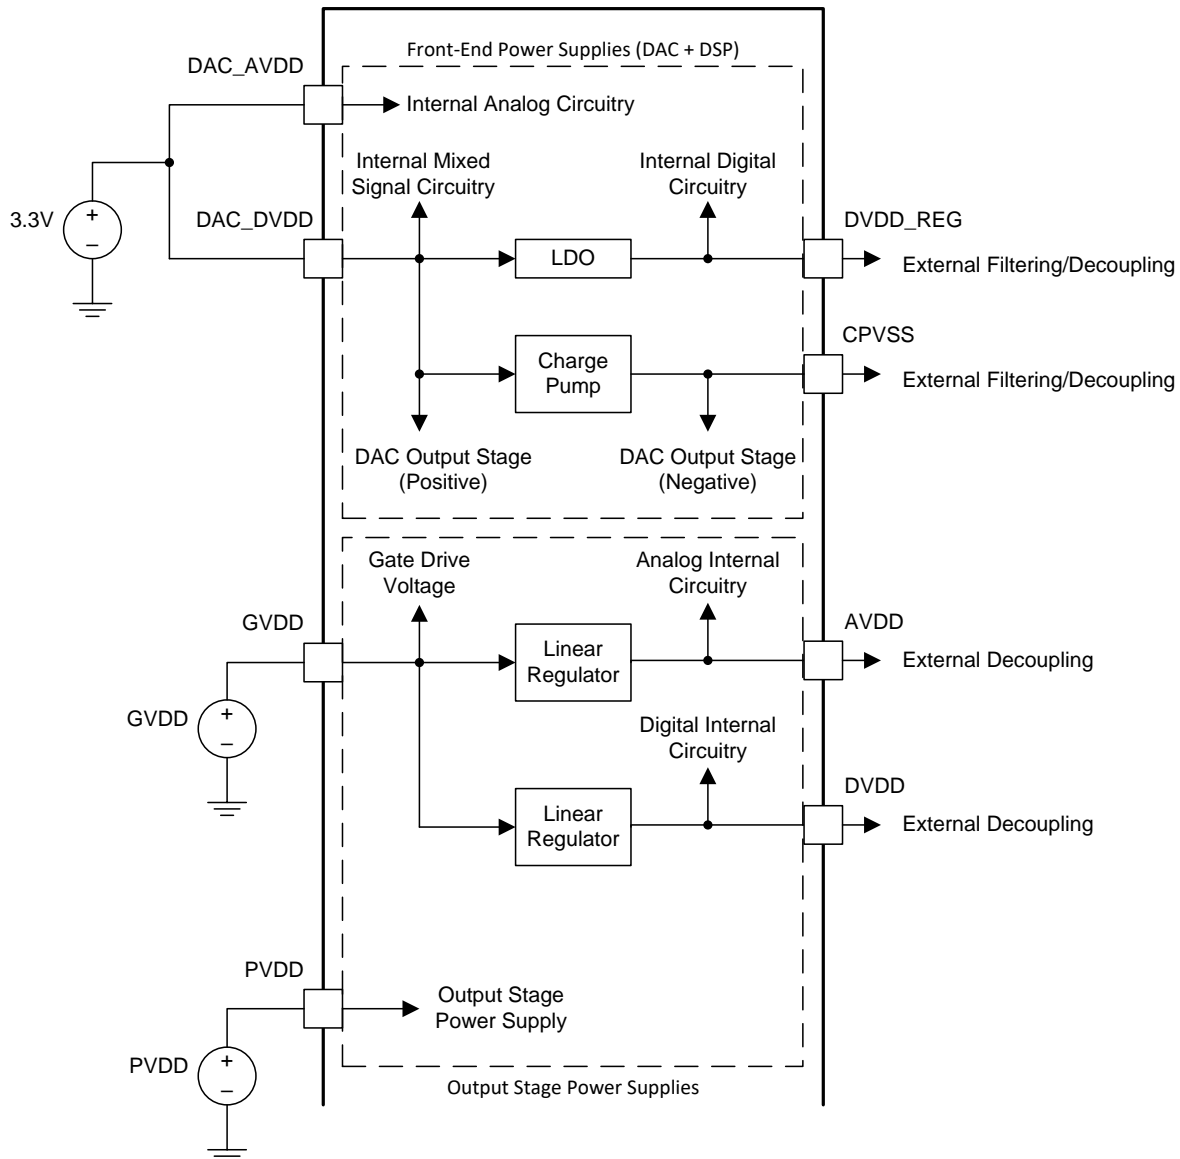 Front-End Power Supplies (DAC + DSP)
DAC_AVDD
Internal Analog Circuitry
Internal Mixed
Signal Circuitry
Internal Digital
Circuitry
3.3V
+
−
DAC_DVDD
LDO
DVDD_REG
External Filtering/Decoupling
Charge
Pump
CPVSS
External Filtering/Decoupling
DAC Output Stage
(Positive)
DAC Output Stage
(Negative)
Gate Drive
Voltage
Analog Internal
Circuitry
GVDD
Linear
Regulator
AVDD
External Decoupling
GVDD
+
−
Digital Internal
Circuitry
Linear
Regulator
DVDD
External Decoupling
PVDD
Output Stage
Power Supply
PVDD
+
−
Output Stage Power Supplies